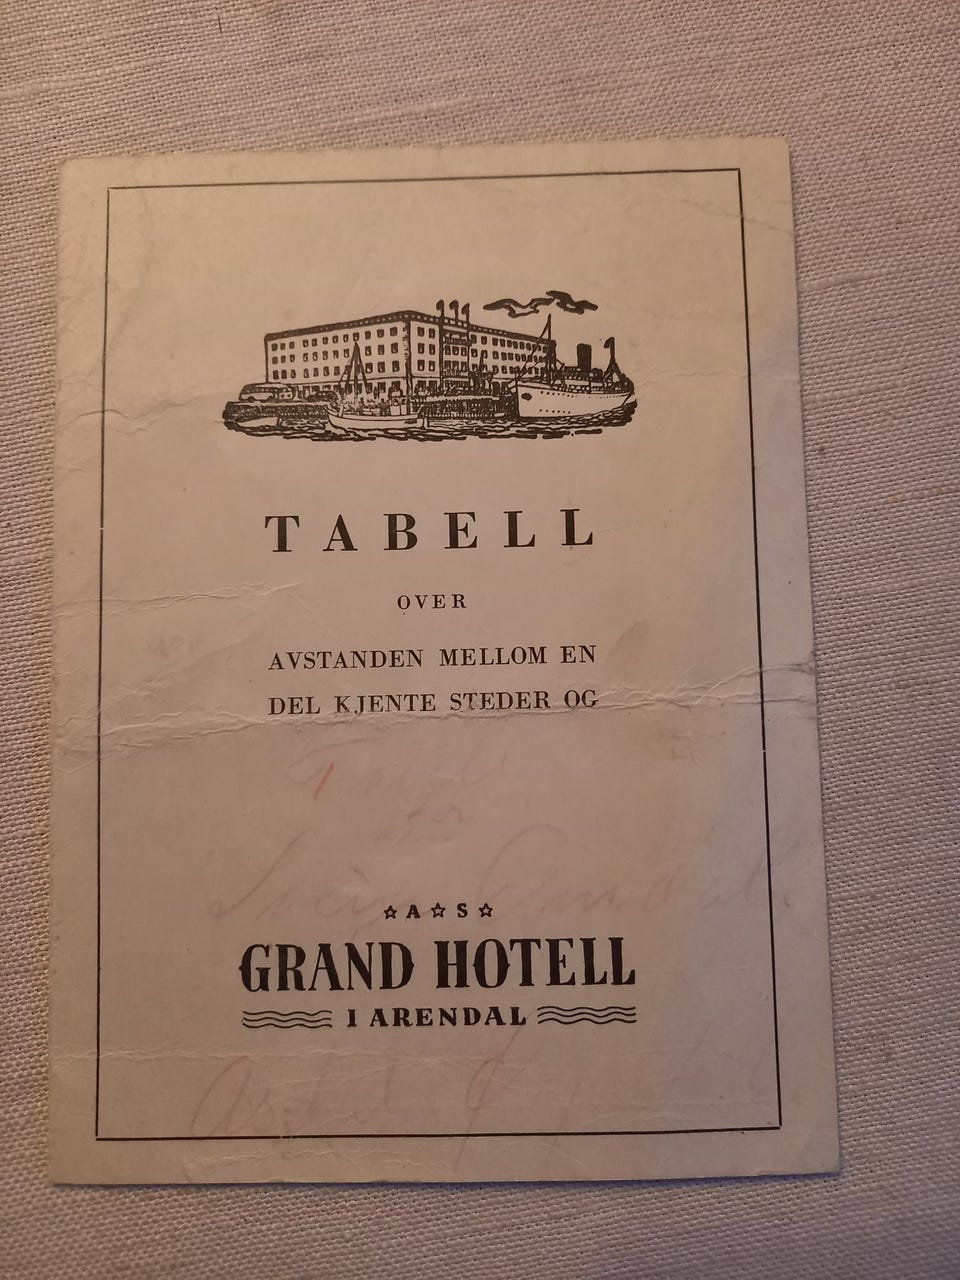 TABELL
OVER
AVSTANDEN MELLOM EN
DEL KJENTE STEDER OG
☆ A ☆ S ☆
GRAND HOTELL
I ARENDAL